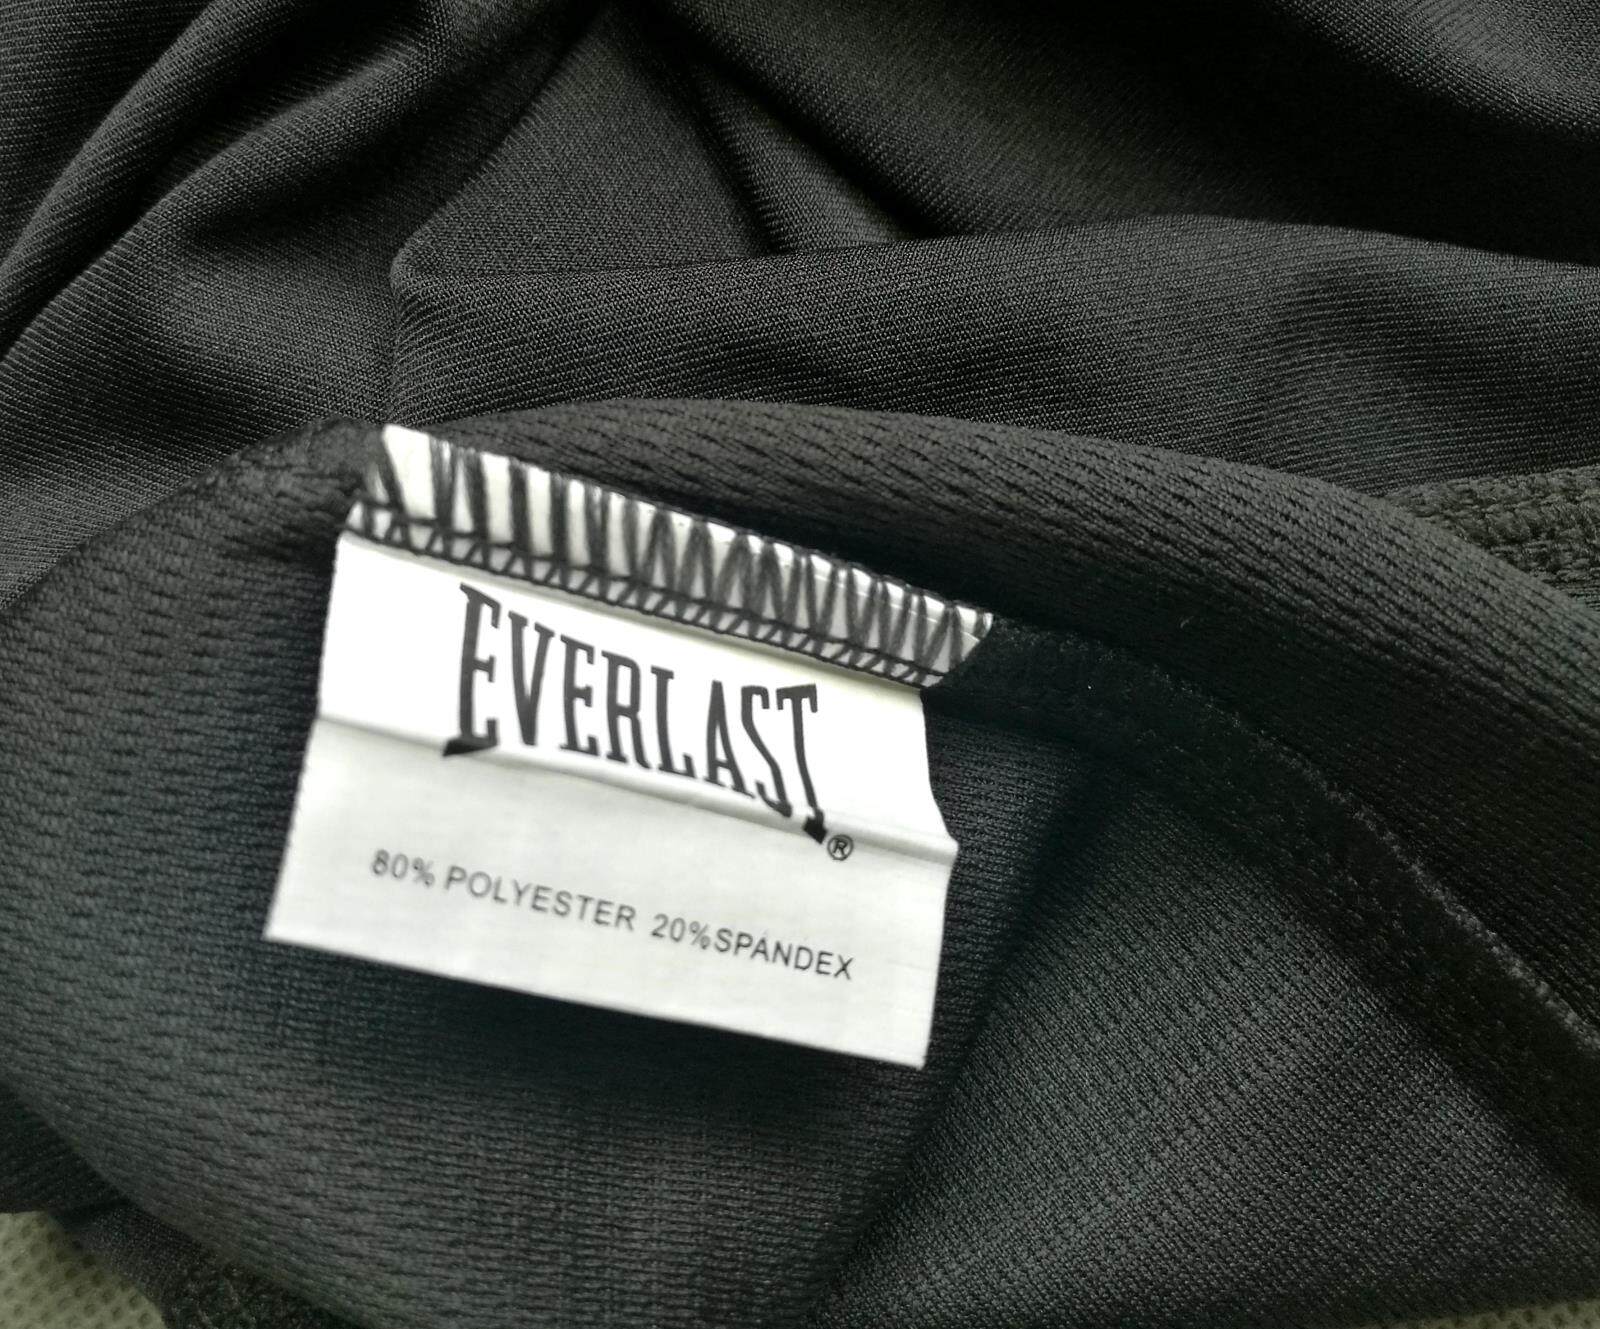 EVERLAST®
80% POLYESTER 20%SPANDEX